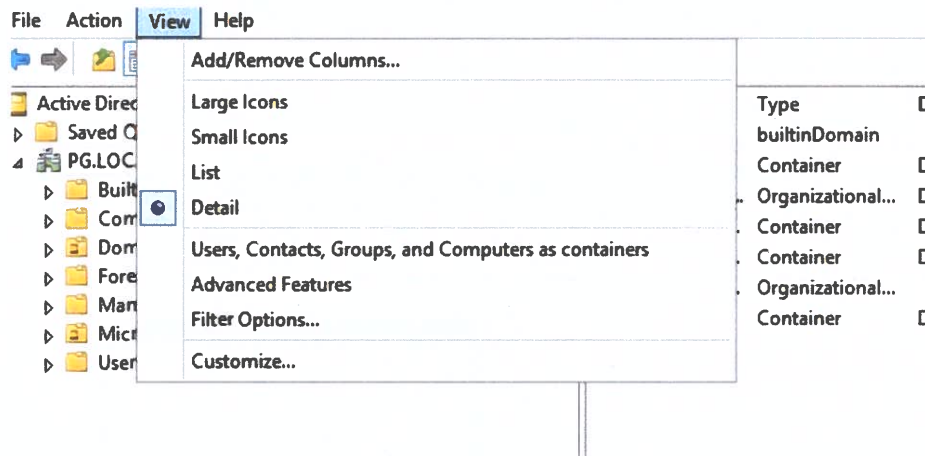 File Action View Help
Add/Remove Columns...
Large Icons
Small Icons
List
Detail
Users, Contacts, Groups, and Computers as containers
Advanced Features
Filter Options...
Customize...
Active Direc
Saved Q
PG.LOC
Built
Com
Dom
Fore
Man
Micr
User
Type
builtinDomain
Container
Organizational...
Container
Container
Organizational...
Container